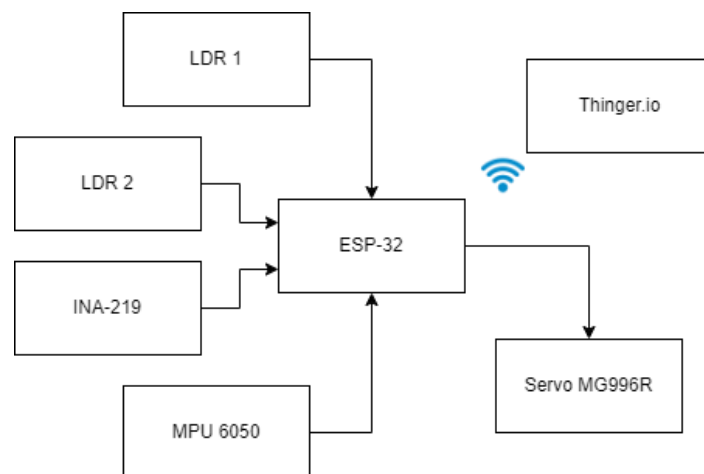 LDR 1
Thinger.io
LDR 2
ESP-32
INA-219
Servo MG996R
MPU 6050